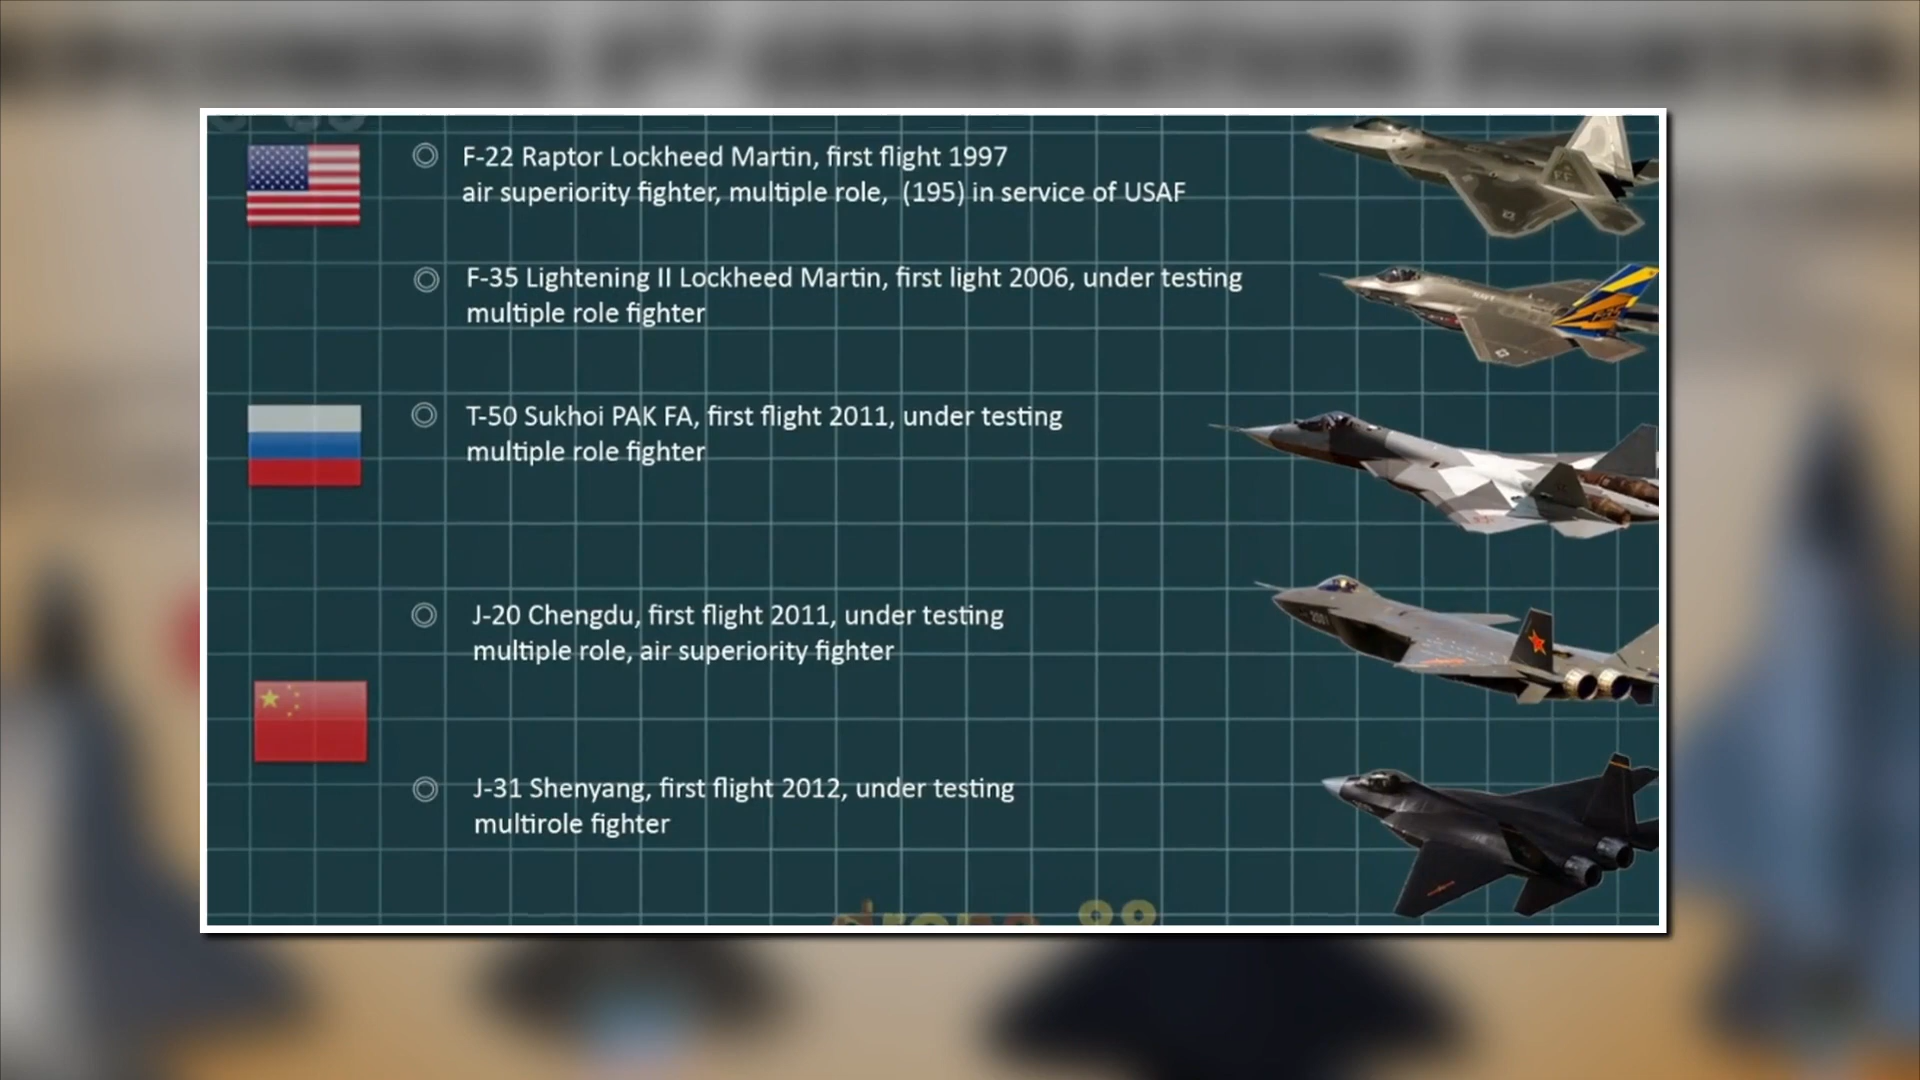 F-22 Raptor Lockheed Martin, first flight 1997
air superiority fighter, multiple role, (195) in service of USAF
F-35 Lightening II Lockheed Martin, first light 2006, under testing
multiple role fighter
T-50 Sukhoi PAK FA, first flight 2011, under testing
multiple role fighter
J-20 Chengdu, first flight 2011, under testing
multiple role, air superiority fighter
J-31 Shenyang, first flight 2012, under testing
multirole fighter